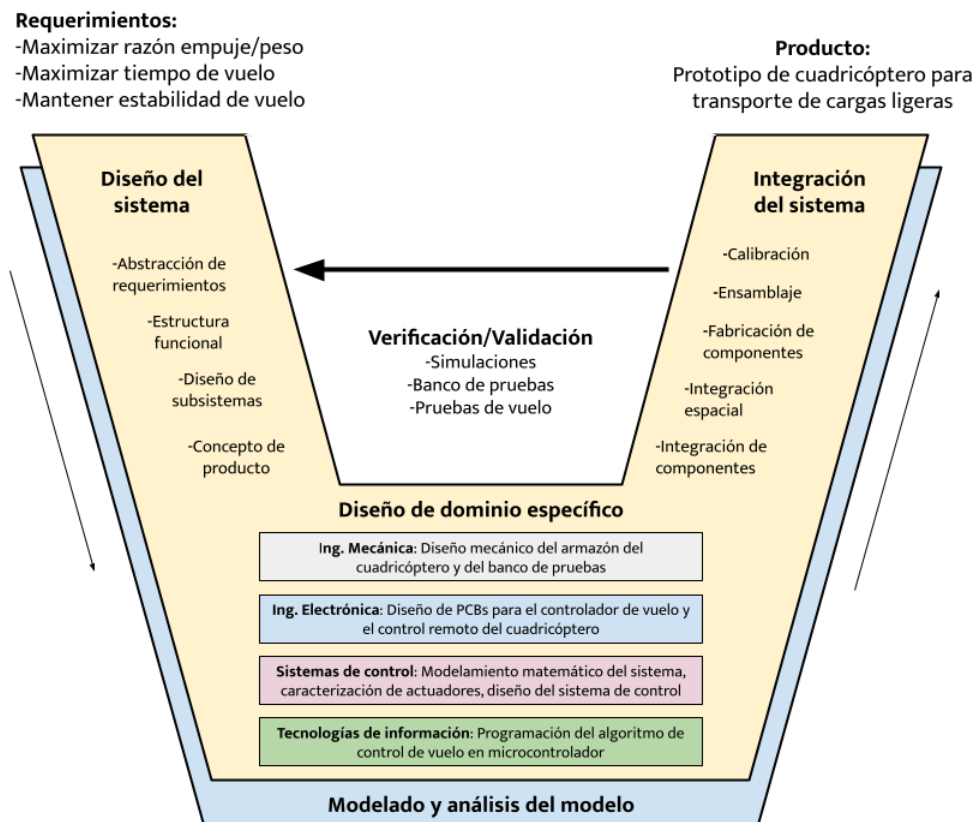 Requerimientos:
-Maximizar razón empuje/peso
-Maximizar tiempo de vuelo
-Mantener estabilidad de vuelo
Producto:
Prototipo de cuadricóptero para
transporte de cargas ligeras
Diseño del
sistema
-Abstracción de
requerimientos
-Estructura
funcional
-Diseño de
subsistemas
-Concepto de
producto
Verificación/Validación
-Simulaciones
-Banco de pruebas
-Pruebas de vuelo
Integración
del sistema
-Calibración
-Ensamblaje
-Fabricación de
componentes
-Integración
espacial
-Integración de
componentes
Diseño de dominio específico
Ing. Mecánica: Diseño mecánico del armazón del
cuadricóptero y del banco de pruebas
Ing. Electrónica: Diseño de PCBs para el controlador de vuelo y
el control remoto del cuadricóptero
Sistemas de control: Modelamiento matemático del sistema,
caracterización de actuadores, diseño del sistema de control
Tecnologías de información: Programación del algoritmo de
control de vuelo en microcontrolador
Modelado y análisis del modelo